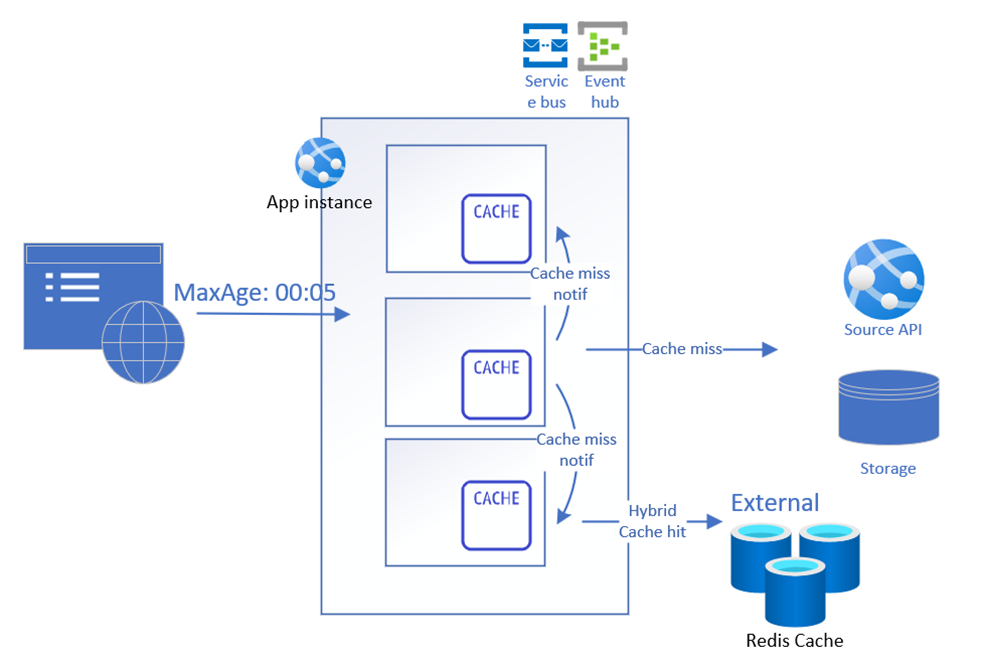 Servic
e bus
Event
hub
App instance
CACHE
MaxAge: 00:05
Cache miss
notif
CACHE
Cache miss
Source API
Cache miss
notif
Storage
CACHE
Hybrid
Cache hit
External
Redis Cache